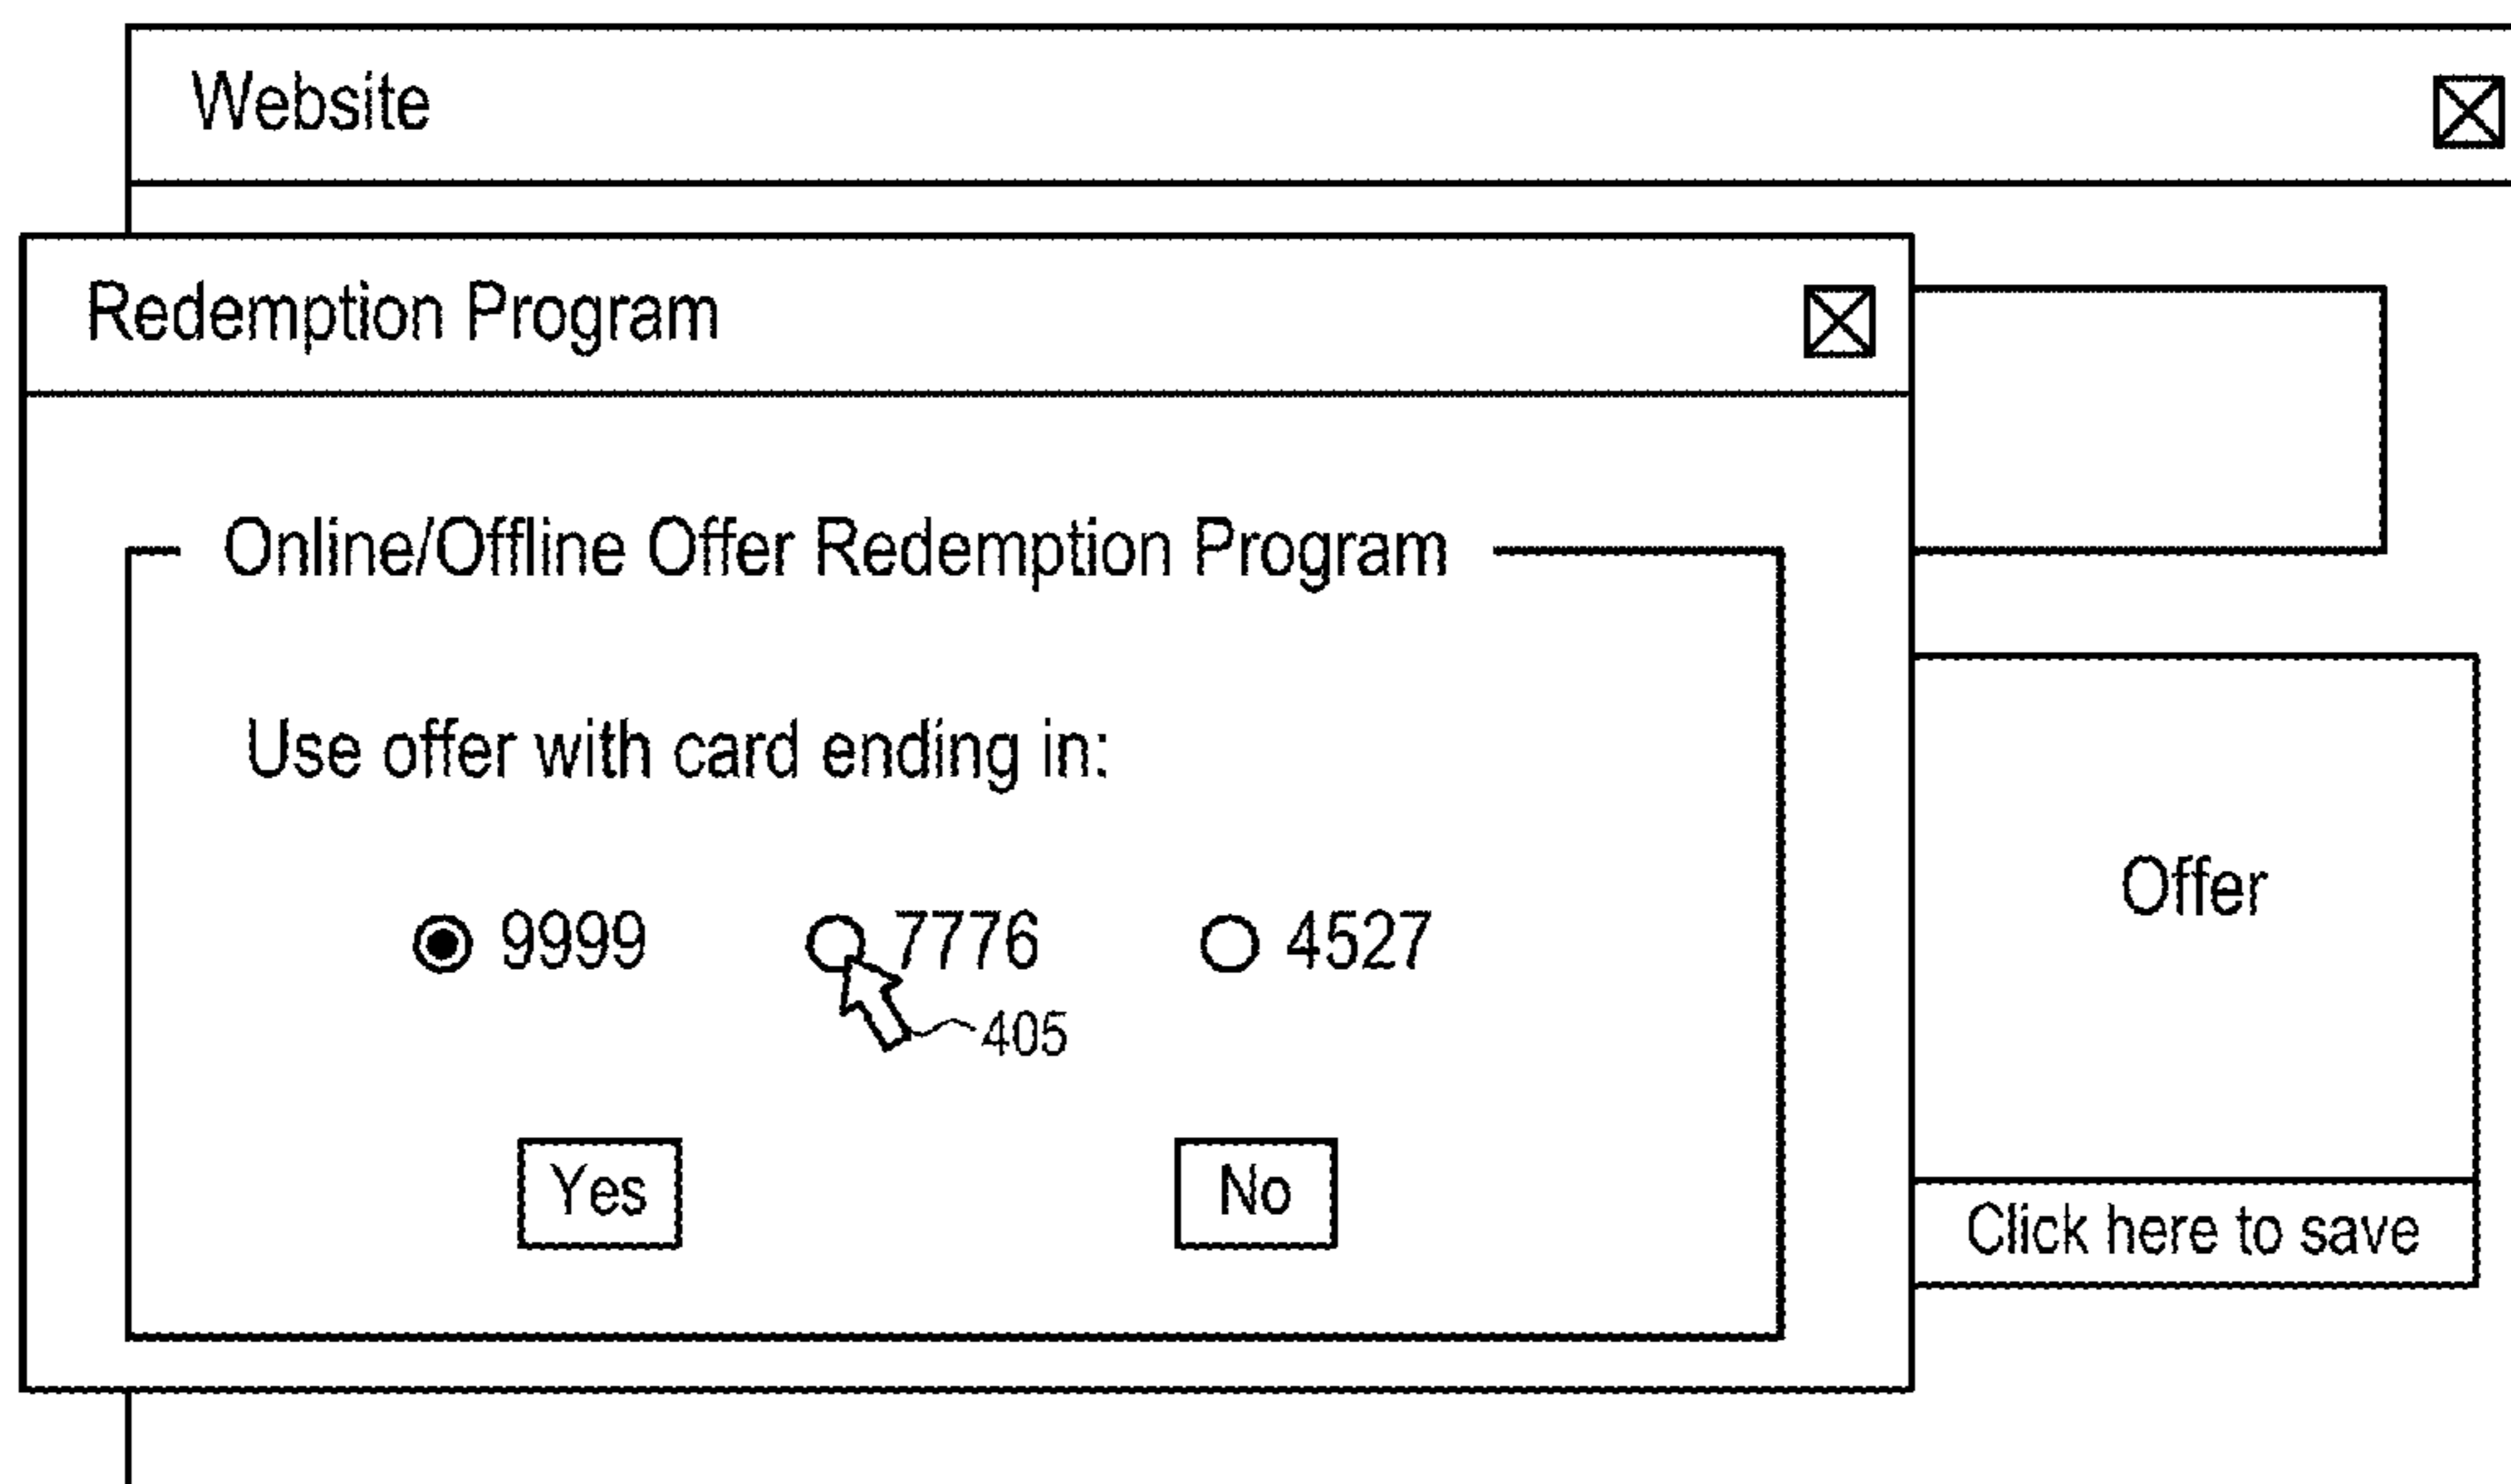 Website
Redemption Program
Online/Offline Offer Redemption Program
Use offer with card ending in:
9999 7776 4527
405
Yes No
Offer
Click here to save